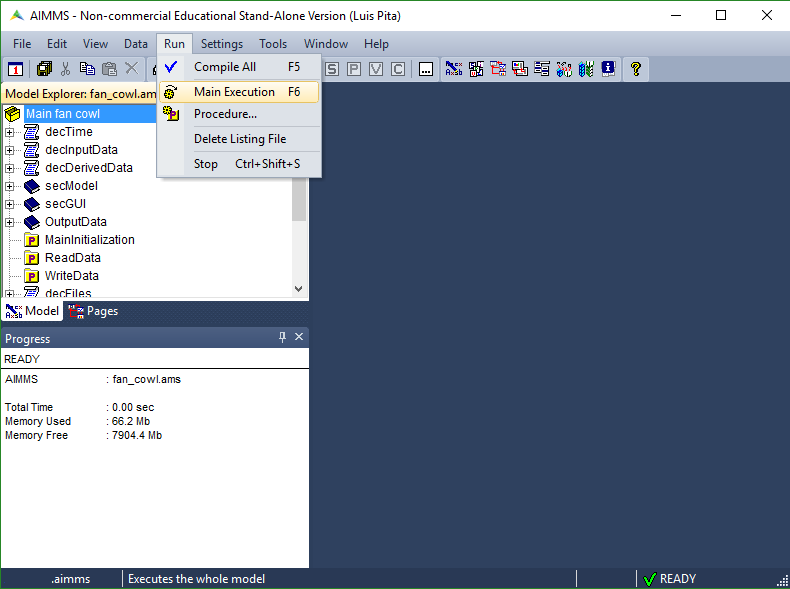 AIMMS - Non-commercial Educational Stand-Alone Version (Luis Pita)
File Edit View Data Run Settings Tools Window Help
1 S P V C ... ?
Compile All F5
Main Execution F6
Procedure...
Delete Listing File
Stop Ctrl+Shift+S
Model Explorer: fan_cowl.am
Main fan cowl
decTime
decInputData
decDerivedData
secModel
secGUI
OutputData
MainInitialization
ReadData
WriteData
decFiles
Model Pages
Progress
READY
AIMMS : fan_cowl.ams
Total Time : 0.00 sec
Memory Used : 66.2 Mb
Memory Free : 7904.4 Mb
.aimms Executes the whole model READY